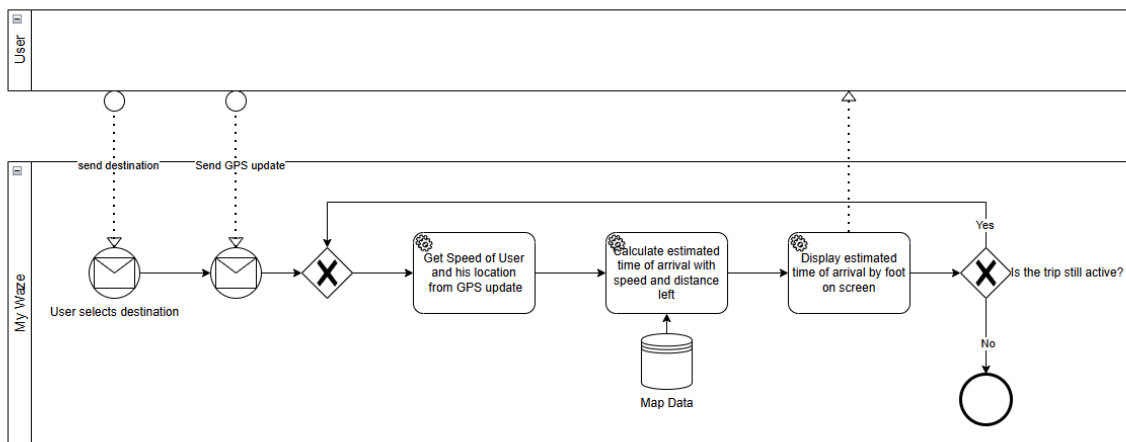 User
send destination
Send GPS update
My Waze
Yes
Get Speed of User
and his location
from GPS update
Calculate estimated
time of arrival with
speed and distance
left
Display estimated
time of arrival by foot
on screen
Is the trip still active?
User selects destination
No
Map Data